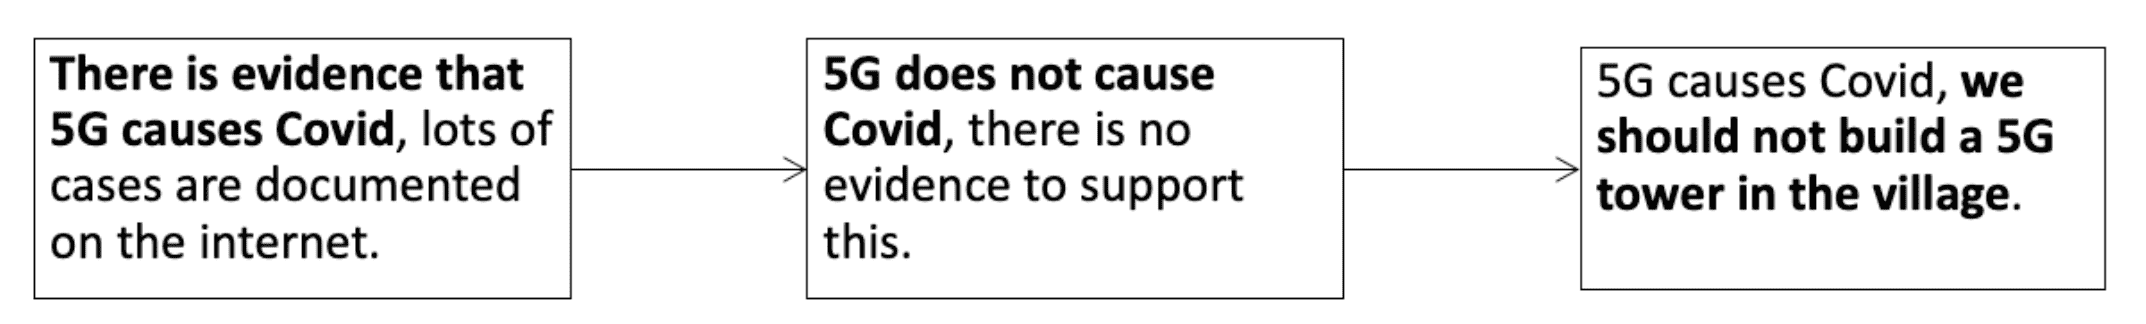 There is evidence that
5G causes Covid, lots of
cases are documented
on the internet.
5G does not cause
Covid, there is no
evidence to support
this.
5G causes Covid, we
should not build a 5G
tower in the village.